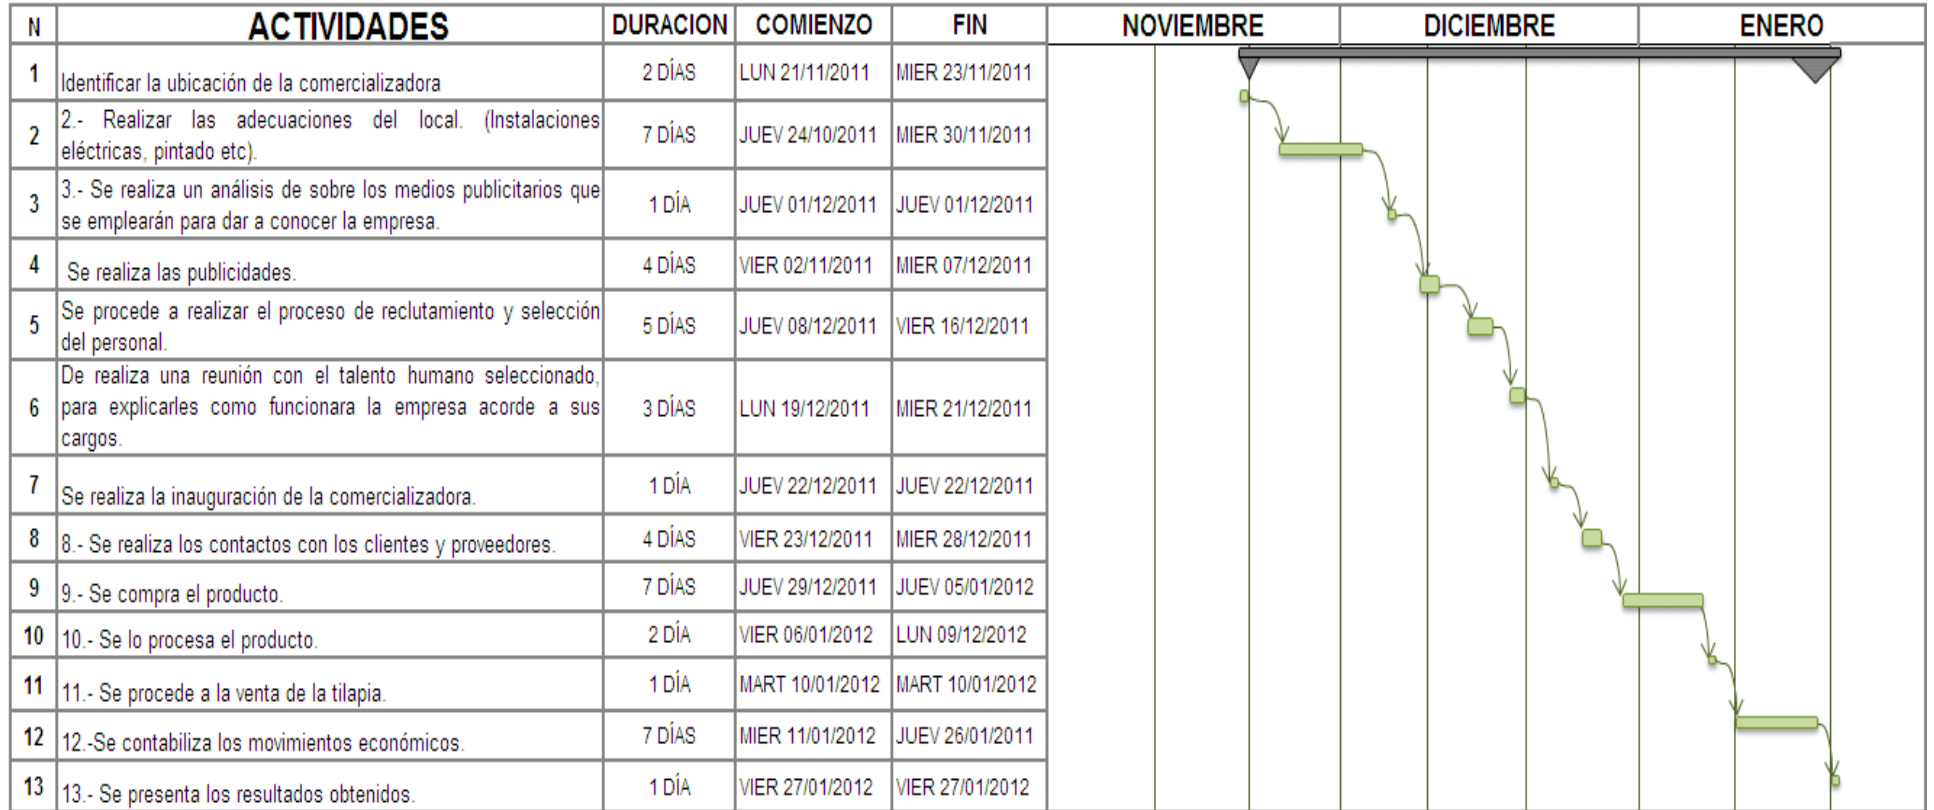 N ACTIVIDADES DURACION COMIENZO FIN NOVIEMBRE DICIEMBRE ENERO
1 Identificar la ubicación de la comercializadora 2 DÍAS LUN 21/11/2011 MIER 23/11/2011
2 2.- Realizar las adecuaciones del local. (Instalaciones
eléctricas, pintado etc). 7 DÍAS JUEV 24/10/2011 MIER 30/11/2011
3 3.- Se realiza un análisis de sobre los medios publicitarios que
se emplearán para dar a conocer la empresa. 1 DÍA JUEV 01/12/2011 JUEV 01/12/2011
4 Se realiza las publicidades. 4 DÍAS VIER 02/11/2011 MIER 07/12/2011
5 Se procede a realizar el proceso de reclutamiento y selección
del personal. 5 DÍAS JUEV 08/12/2011 VIER 16/12/2011
6 De realiza una reunión con el talento humano seleccionado,
para explicarles como funcionara la empresa acorde a sus
cargos. 3 DÍAS LUN 19/12/2011 MIER 21/12/2011
7 Se realiza la inauguración de la comercializadora. 1 DÍA JUEV 22/12/2011 JUEV 22/12/2011
8 8.- Se realiza los contactos con los clientes y proveedores. 4 DÍAS VIER 23/12/2011 MIER 28/12/2011
9 9.- Se compra el producto. 7 DÍAS JUEV 29/12/2011 JUEV 05/01/2012
10 10.- Se lo procesa el producto. 2 DÍA VIER 06/01/2012 LUN 09/12/2012
11 11.- Se procede a la venta de la tilapia. 1 DÍA MART 10/01/2012 MART 10/01/2012
12 12.-Se contabiliza los movimientos económicos. 7 DÍAS MIER 11/01/2012 JUEV 26/01/2011
13 13.- Se presenta los resultados obtenidos. 1 DÍA VIER 27/01/2012 VIER 27/01/2012